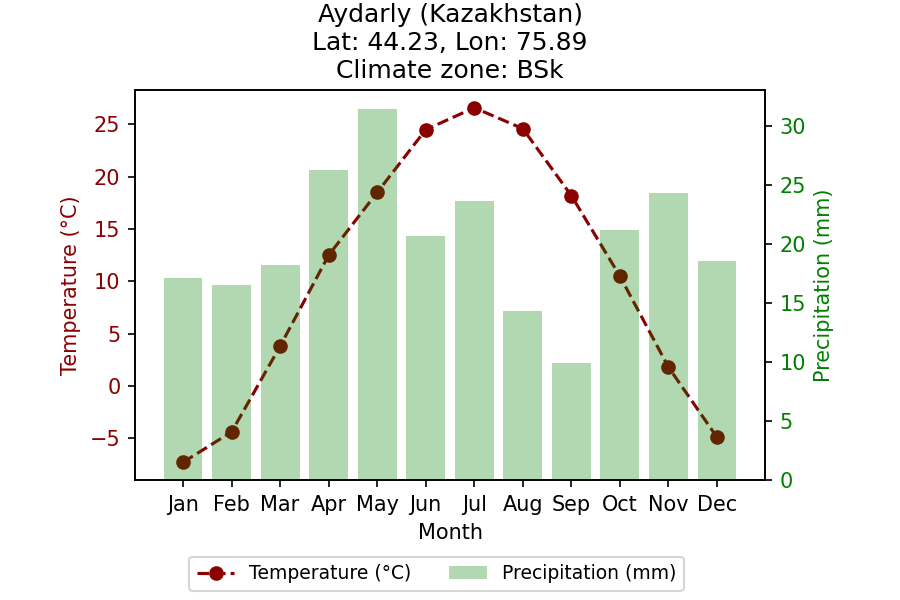 Aydarly (Kazakhstan)
Lat: 44.23, Lon: 75.89
Climate zone: BSk
Temperature (°C)
25
20
15
10
5
0
−5
Precipitation (mm)
30
25
20
15
10
5
0
Jan Feb Mar Apr May Jun Jul Aug Sep Oct Nov Dec
Month
Temperature (°C) Precipitation (mm)